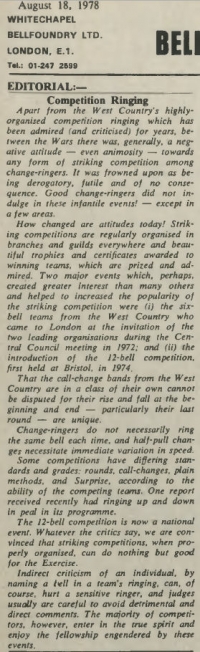 August 18, 1978
WHITECHAPEL
BELLFOUNDRY LTD.
LONDON, E.1.
Tel.: 01-247 2599
BELL
EDITORIAL:—
Competition Ringing
Apart from the West Country's highly-
organised competition ringing which has
been admired (and criticised) for years, be-
tween the Wars there was, generally, a neg-
ative attitude — even animosity — towards
any form of striking competition among
change-ringers. It was frowned upon as be-
ing derogatory, futile and of no conse-
quence. Good change-ringers did not in-
dulge in these infantile events! — except in
a few areas.
How changed are attitudes today! Strik-
ing competitions are regularly organised in
branches and guilds everywhere and beau-
tiful trophies and certificates awarded to
winning teams, which are prized and ad-
mired. Two major events which, perhaps,
created greater interest than many others
and helped to increase the popularity of
the striking competition were (i) the six-
bell teams from the West Country who
came to London at the invitation of the
two leading organisations during the Cen-
tral Council meeting in 1972; and (ii) the
introduction of the 12-bell competition,
first held at Bristol, in 1974.
That the call-change bands from the West
Country are in a class of their own cannot
be disputed for their rise and fall at the be-
ginning and end — particularly their last
round — are unique.
Change-ringers do not necessarily ring
the same bell each time, and half-pull chan-
ges necessitate immediate variation in speed.
Some competitions have differing stan-
dards and grades: rounds, call-changes, plain
methods, and Surprise, according to the
ability of the competing teams. One report
received recently had ringing up and down
in peal in its programme.
The 12-bell competition is now a national
event. Whatever the critics say, we are con-
vinced that striking competitions, when pro-
perly organised, can do nothing but good
for the Exercise.
Indirect criticism of an individual, by
naming a bell in a team's ringing, can, of
course, hurt a sensitive ringer, and judges
usually are careful to avoid detrimental and
direct comments. The majority of competi-
tors, however, enter in the true spirit and
enjoy the fellowship engendered by these
events.